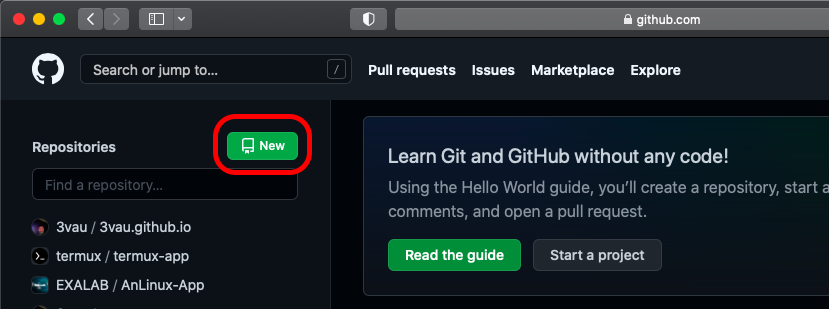 github.com
Search or jump to...
/
Pull requests
Issues
Marketplace
Explore
Repositories
New
Find a repository...
3vau / 3vau.github.io
termux / termux-app
EXALAB / AnLinux-App
Learn Git and GitHub without any code!
Using the Hello World guide, you’ll create a repository, start a
comments, and open a pull request.
Read the guide
Start a project